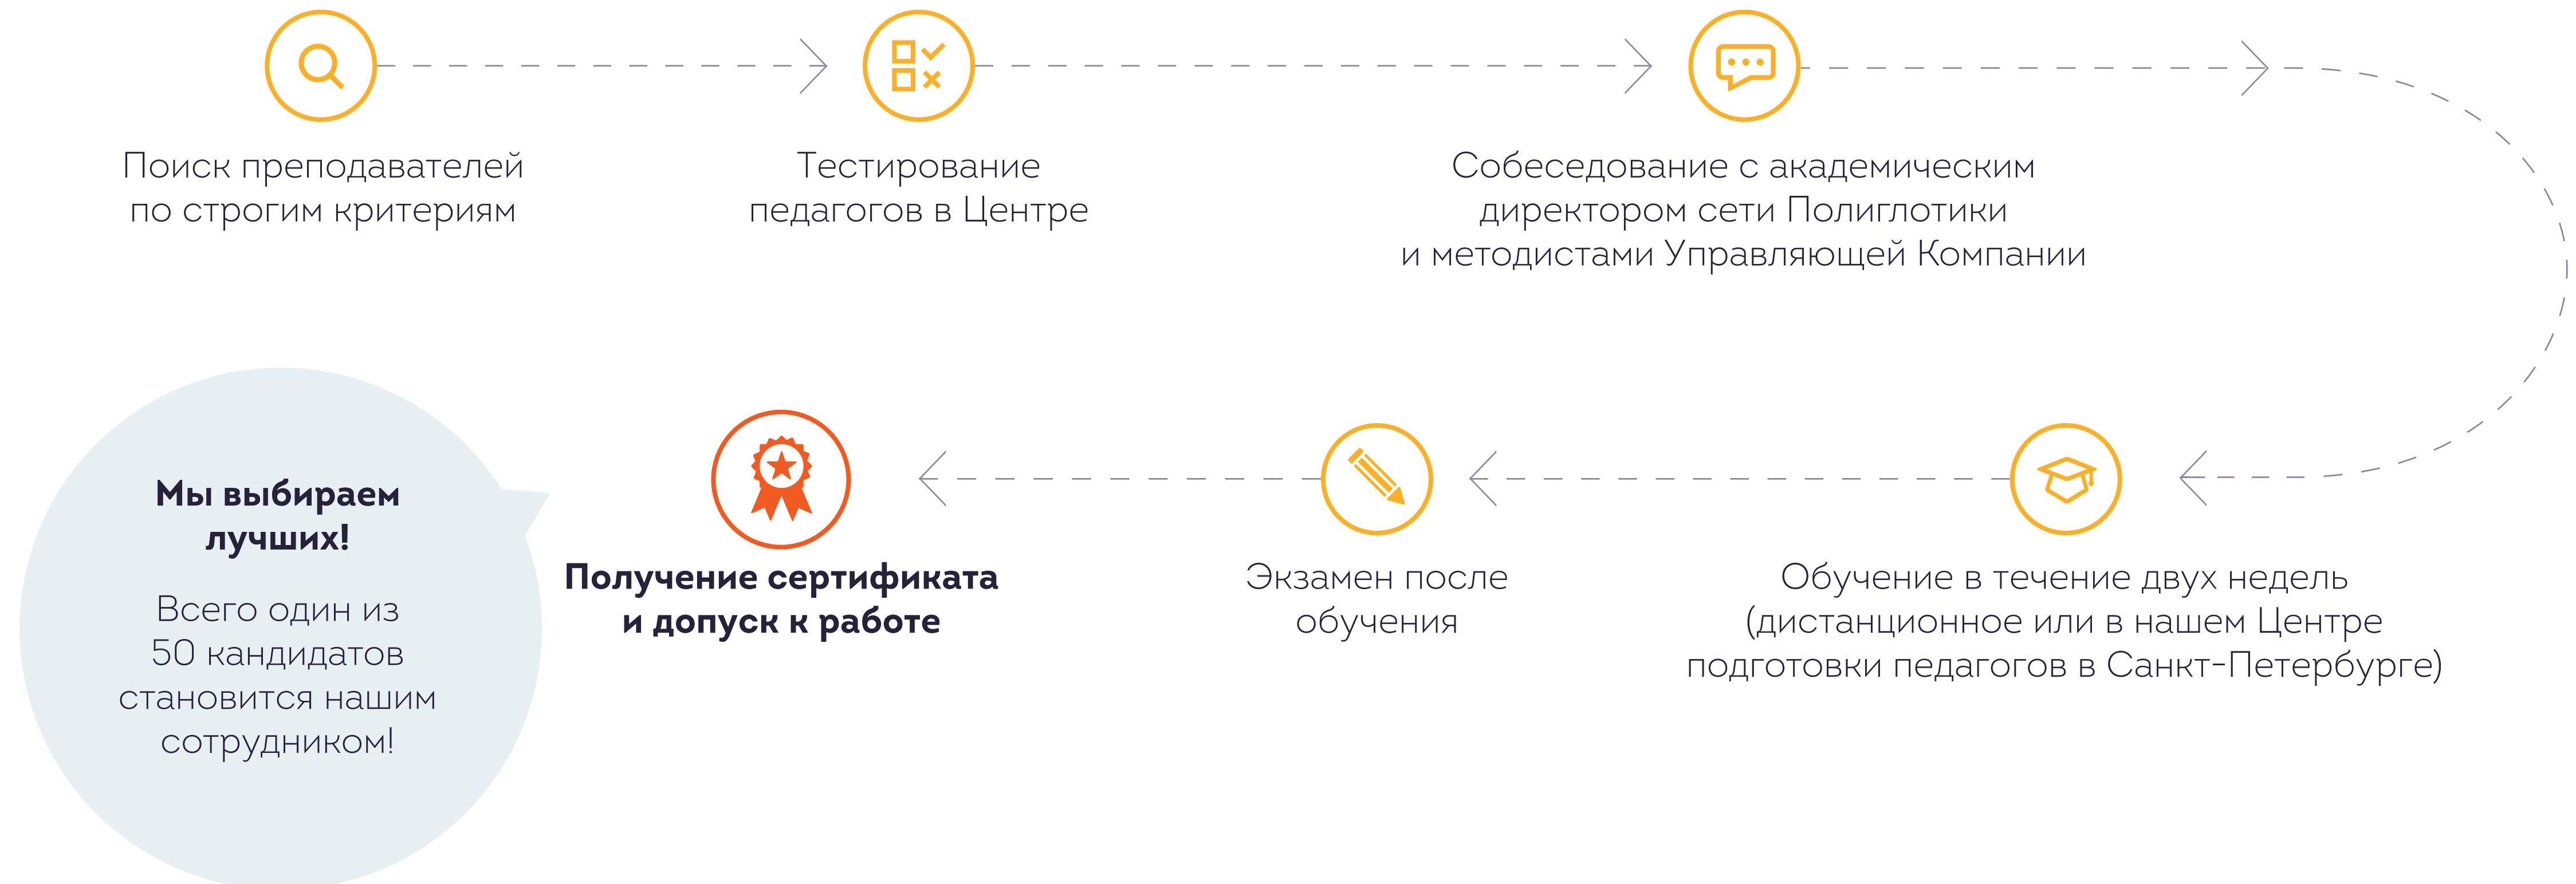 Поиск преподавателей
по строгим критериям
Тестирование
педагогов в Центре
Собеседование с академическим
директором сети Полиглотики
и методистами Управляющей Компании
Обучение в течение двух недель
(дистанционное или в нашем Центре
подготовки педагогов в Санкт-Петербурге)
Экзамен после
обучения
Получение сертификата
и допуск к работе
Мы выбираем
лучших!
Всего один из
50 кандидатов
становится нашим
сотрудником!